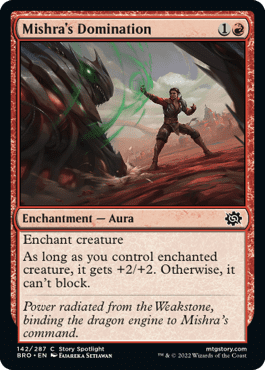 Mishra's Domination
1
Enchantment — Aura
Enchant creature
As long as you control enchanted
creature, it gets +2/+2. Otherwise, it
can't block.
Power radiated from the Weakstone,
binding the dragon engine to Mishra's
command.
142/287 C Story Spotlight
mtgstory.com
BRO • EN Fajareka Setiawan
™ & © 2022 Wizards of the Coast